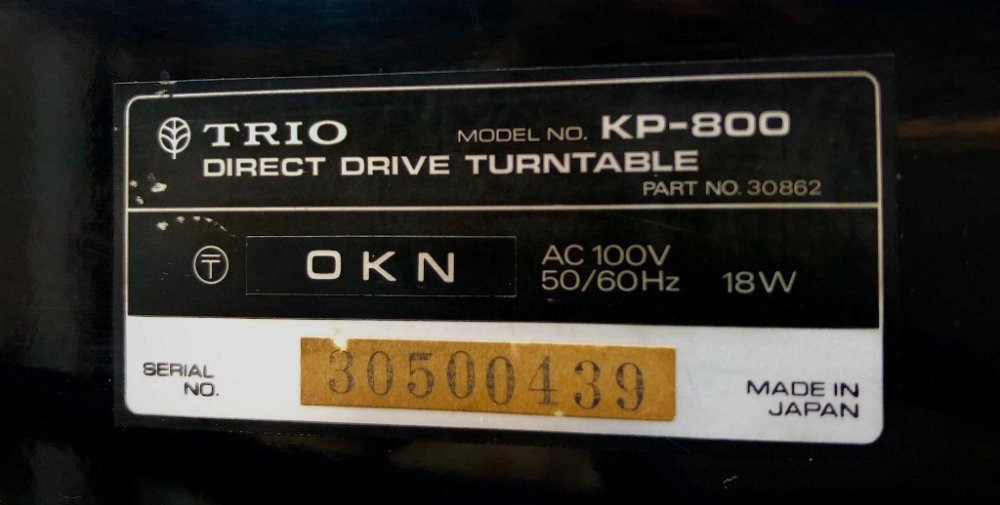 TRIO MODEL NO. KP-800
DIRECT DRIVE TURNTABLE
PART NO. 30862
〒 OKN AC 100V
50/60Hz 18W
SERIAL NO. 30500439
MADE IN
JAPAN